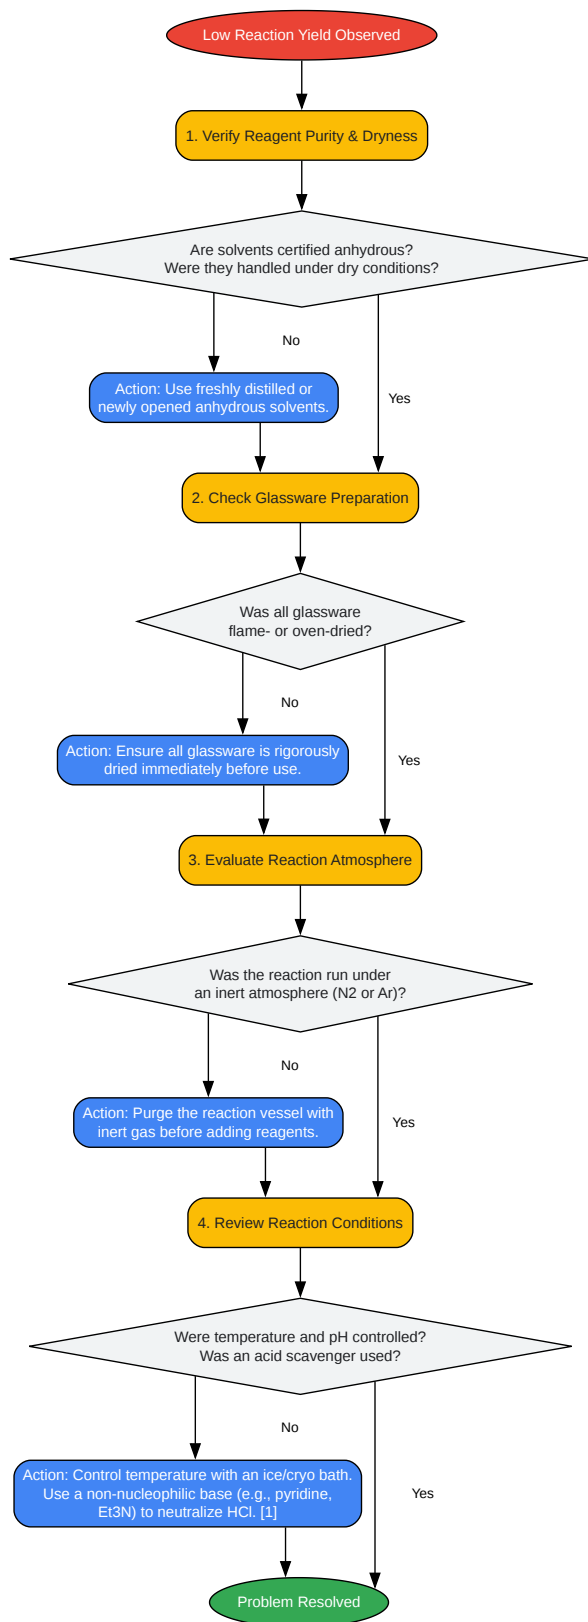 Low Reaction Yield Observed
1. Verify Reagent Purity & Dryness
Are solvents certified anhydrous?
Were they handled under dry conditions?
No
Action: Use freshly distilled or
newly opened anhydrous solvents.
Yes
2. Check Glassware Preparation
Was all glassware
flame- or oven-dried?
No
Action: Ensure all glassware is rigorously
dried immediately before use.
Yes
3. Evaluate Reaction Atmosphere
Was the reaction run under
an inert atmosphere (N2 or Ar)?
No
Action: Purge the reaction vessel with
inert gas before adding reagents.
Yes
4. Review Reaction Conditions
Were temperature and pH controlled?
Was an acid scavenger used?
No
Action: Control temperature with an ice/cryo bath.
Use a non-nucleophilic base (e.g., pyridine,
Et3N) to neutralize HCl. [1]
Yes
Problem Resolved